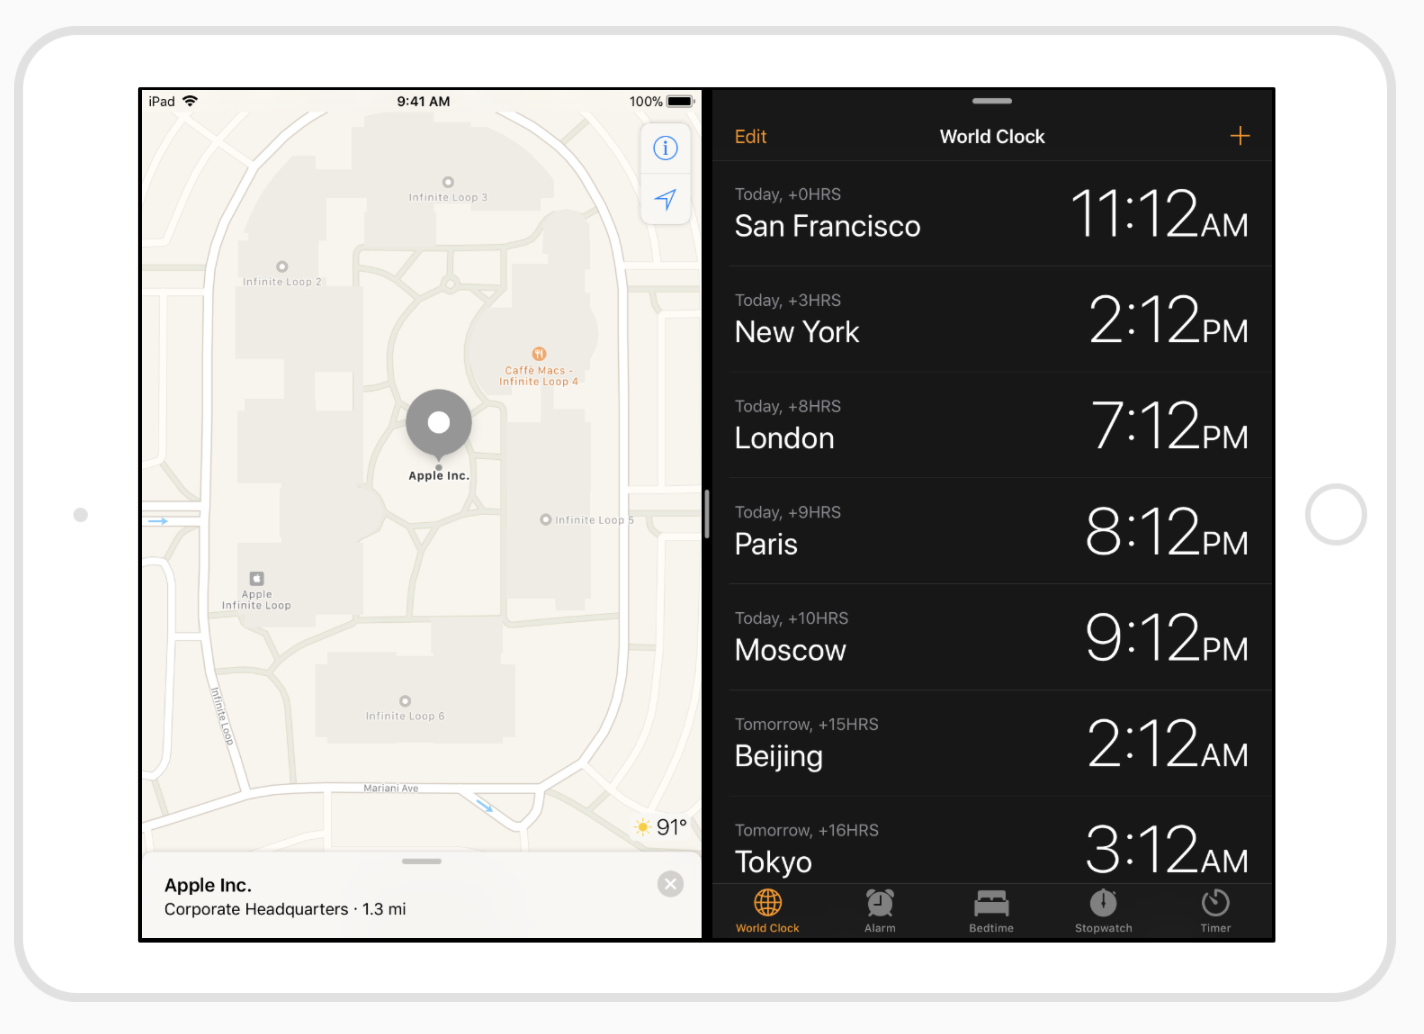 iPad
9:41 AM
100%
Infinite Loop 3
Infinite Loop 2
Caffè Macs -
Infinite Loop 4
Apple Inc.
Infinite Loop 5
Apple
Infinite Loop
Infinite Loop 6
Infinite Loop
Mariani Ave
91°
Apple Inc.
Corporate Headquarters · 1.3 mi
Edit
World Clock
Today, +0HRS
San Francisco
11:12AM
Today, +3HRS
New York
2:12PM
Today, +8HRS
London
7:12PM
Today, +9HRS
Paris
8:12PM
Today, +10HRS
Moscow
9:12PM
Tomorrow, +15HRS
Beijing
2:12AM
Tomorrow, +16HRS
Tokyo
3:12AM
World Clock
Alarm
Bedtime
Stopwatch
Timer